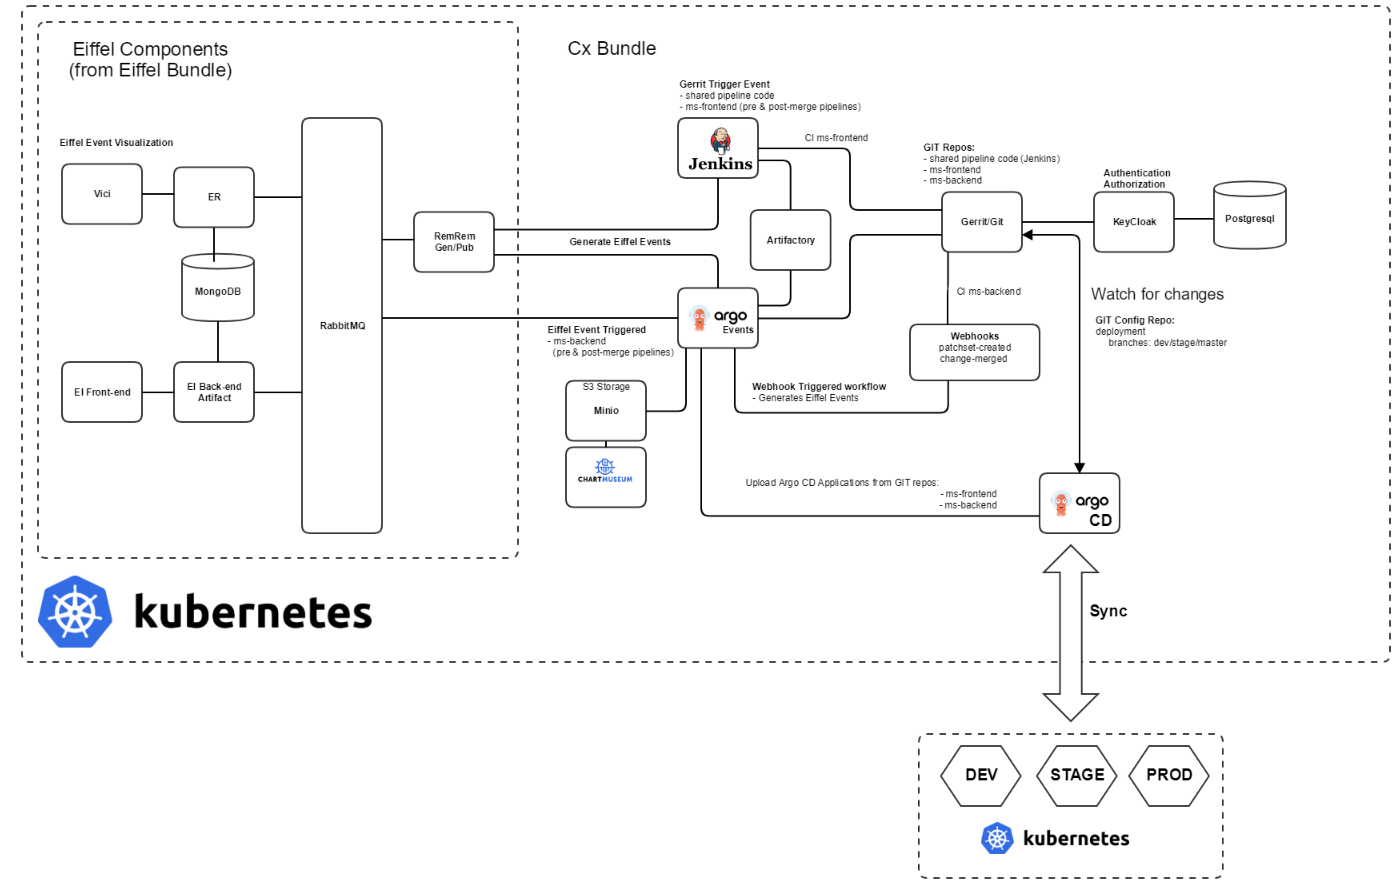 Eiffel Components
(from Eiffel Bundle)
Cx Bundle
Eiffel Event Visualization
Vici
ER
MongoDB
EI Front-end
EI Back-end
Artifact
RabbitMQ
RemRem
Gen/Pub
Generate Eiffel Events
Gerrit Trigger Event
- shared pipeline code
- ms-frontend (pre & post-merge pipelines)
Jenkins
CI ms-frontend
Artifactory
argo
Events
Eiffel Event Triggered
- ms-backend
(pre & post-merge pipelines)
S3 Storage
Minio
CHARTMUSEUM
GIT Repos:
- shared pipeline code (Jenkins)
- ms-frontend
- ms-backend
Gerrit/Git
Authentication
Authorization
KeyCloak
Postgresql
CI ms-backend
Webhooks
patchset-created
change-merged
Webhook Triggered workflow
- Generates Eiffel Events
Watch for changes
GIT Config Repo:
deployment
branches: dev/stage/master
Upload Argo CD Applications from GIT repos:
- ms-frontend
- ms-backend
argo
CD
kubernetes
Sync
DEV
STAGE
PROD
kubernetes